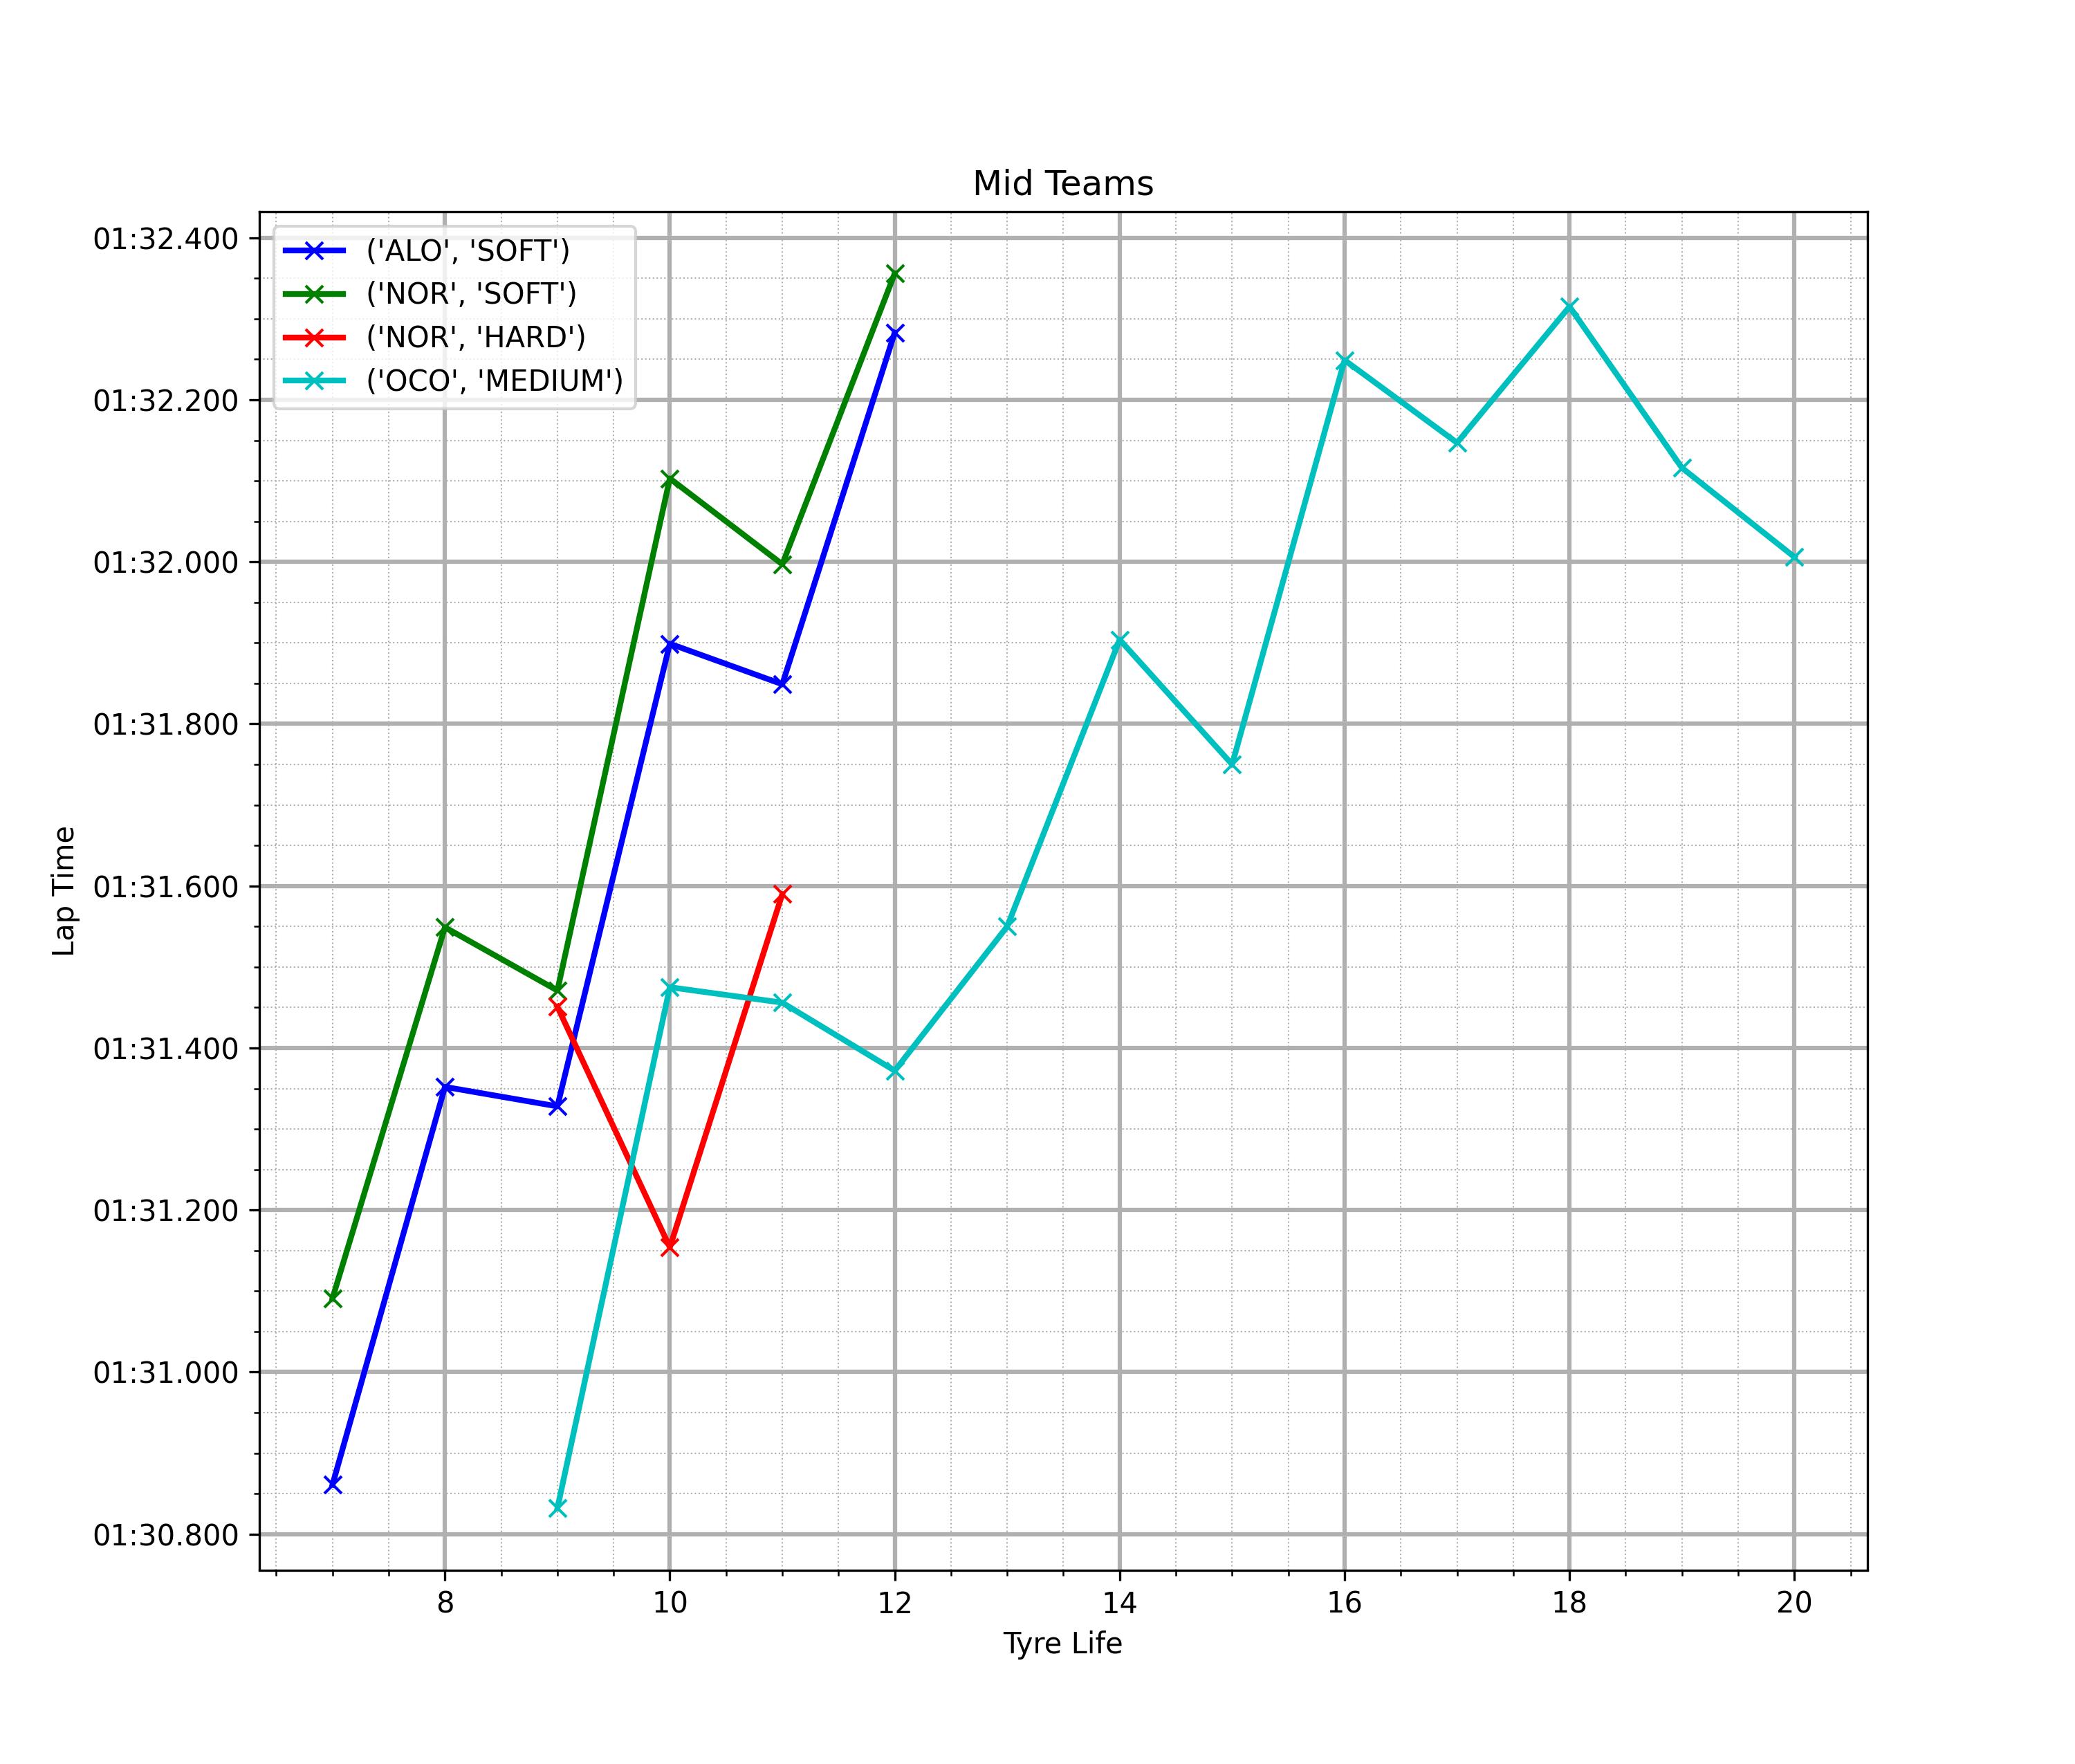 Mid Teams
('ALO', 'SOFT')
('NOR', 'SOFT')
('NOR', 'HARD')
('OCO', 'MEDIUM')
01:32.400
01:32.200
01:32.000
01:31.800
01:31.600
01:31.400
01:31.200
01:31.000
01:30.800
Lap Time
8 10 12 14 16 18 20
Tyre Life